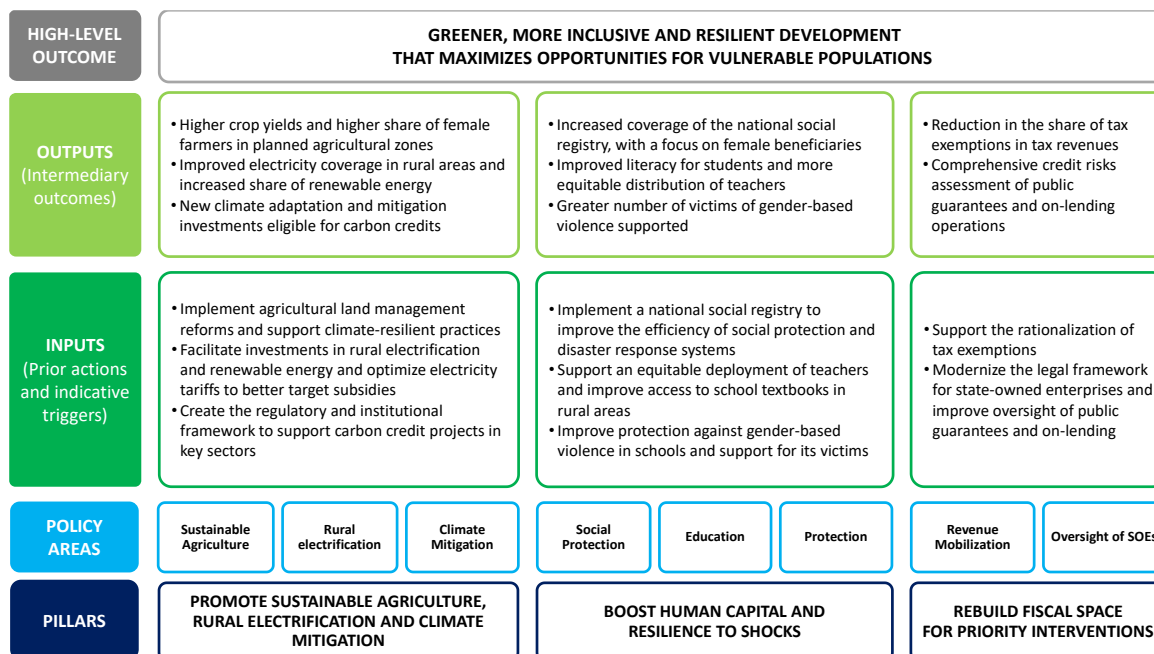 HIGH-LEVEL
OUTCOME
GREENER, MORE INCLUSIVE AND RESILIENT DEVELOPMENT
THAT MAXIMIZES OPPORTUNITIES FOR VULNERABLE POPULATIONS
OUTPUTS
(Intermediary
outcomes)
• Higher crop yields and higher share of female
farmers in planned agricultural zones
• Improved electricity coverage in rural areas and
increased share of renewable energy
• New climate adaptation and mitigation
investments eligible for carbon credits
• Increased coverage of the national social
registry, with a focus on female beneficiaries
• Improved literacy for students and more
equitable distribution of teachers
• Greater number of victims of gender-based
violence supported
• Reduction in the share of tax
exemptions in tax revenues
• Comprehensive credit risks
assessment of public
guarantees and on-lending
operations
INPUTS
(Prior actions
and indicative
triggers)
• Implement agricultural land management
reforms and support climate-resilient practices
• Facilitate investments in rural electrification
and renewable energy and optimize electricity
tariffs to better target subsidies
• Create the regulatory and institutional
framework to support carbon credit projects in
key sectors
• Implement a national social registry to
improve the efficiency of social protection and
disaster response systems
• Support an equitable deployment of teachers
and improve access to school textbooks in
rural areas
• Improve protection against gender-based
violence in schools and support for its victims
• Support the rationalization of
tax exemptions
• Modernize the legal framework
for state-owned enterprises and
improve oversight of public
guarantees and on-lending
POLICY
AREAS
Sustainable
Agriculture
Rural
electrification
Climate
Mitigation
Social
Protection
Education
Protection
Revenue
Mobilization
Oversight of SOEs
PILLARS
PROMOTE SUSTAINABLE AGRICULTURE,
RURAL ELECTRIFICATION AND CLIMATE
MITIGATION
BOOST HUMAN CAPITAL AND
RESILIENCE TO SHOCKS
REBUILD FISCAL SPACE
FOR PRIORITY INTERVENTIONS